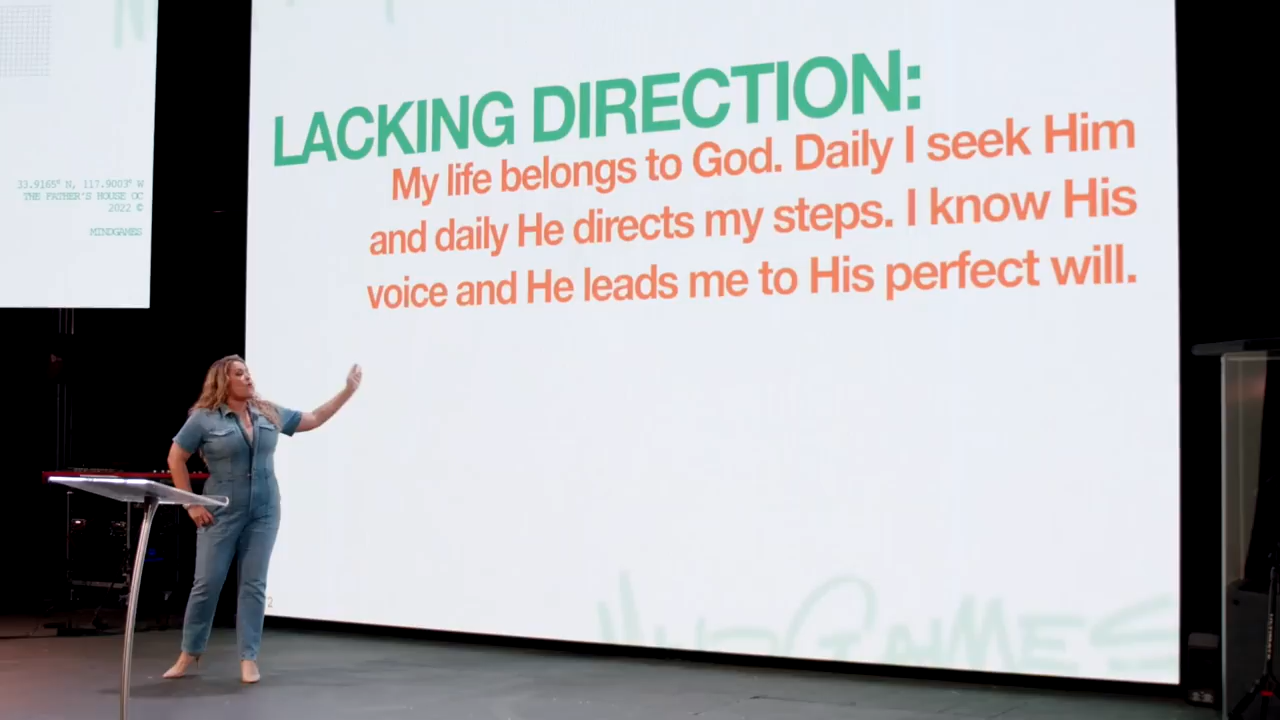 33.9165° N, 117.9003° W
THE FATHER'S HOUSE OC
2022 ©
MINDGAMES
LACKING DIRECTION:
My life belongs to God. Daily I seek Him
and daily He directs my steps. I know His
voice and He leads me to His perfect will.
MINDGAMES